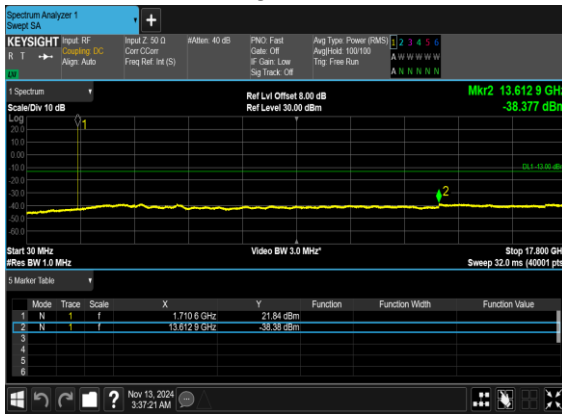 Spectrum Analyzer 1
Swept SA
KEYSIGHT Input: RF Input Z: 50 Ω #Atten: 40 dB PNO: Fast Avg Type: Power (RMS) 1 2 3 4 5 6
R T Coupling: DC Corr CCorr Gate: Off Avg|Hold: 100/100 A W W W W W
Align: Auto Freq Ref: Int (S) IF Gain: Low Trig: Free Run
LXI Sig Track: Off A N N N N N
1 Spectrum Ref Lvl Offset 8.00 dB Mkr2 13.612 9 GHz
Scale/Div 10 dB Ref Level 30.00 dBm -38.377 dBm
Log
1
20.0
10.0
0.00
-10.0
DL1 -13.00 dBm
-20.0
-30.0
2
-40.0
-50.0
-60.0
Start 30 MHz Video BW 3.0 MHz* Stop 17.800 GHz
#Res BW 1.0 MHz Sweep 32.0 ms (40001 pts)
5 Marker Table
Mode Trace Scale X Y Function Function Width Function Value
1 N 1 f 1.710 6 GHz 21.84 dBm
2 N 1 f 13.612 9 GHz -38.38 dBm
3
4
5
6
Nov 13, 2024
3:37:21 AM